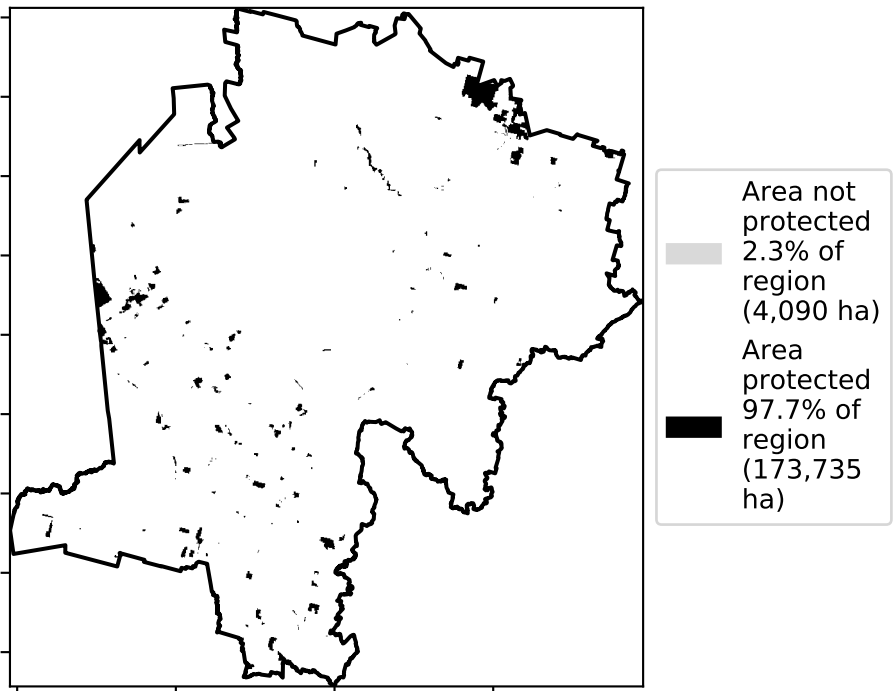 Area not
protected
2.3% of
region
(4,090 ha)
Area
protected
97.7% of
region
(173,735
ha)